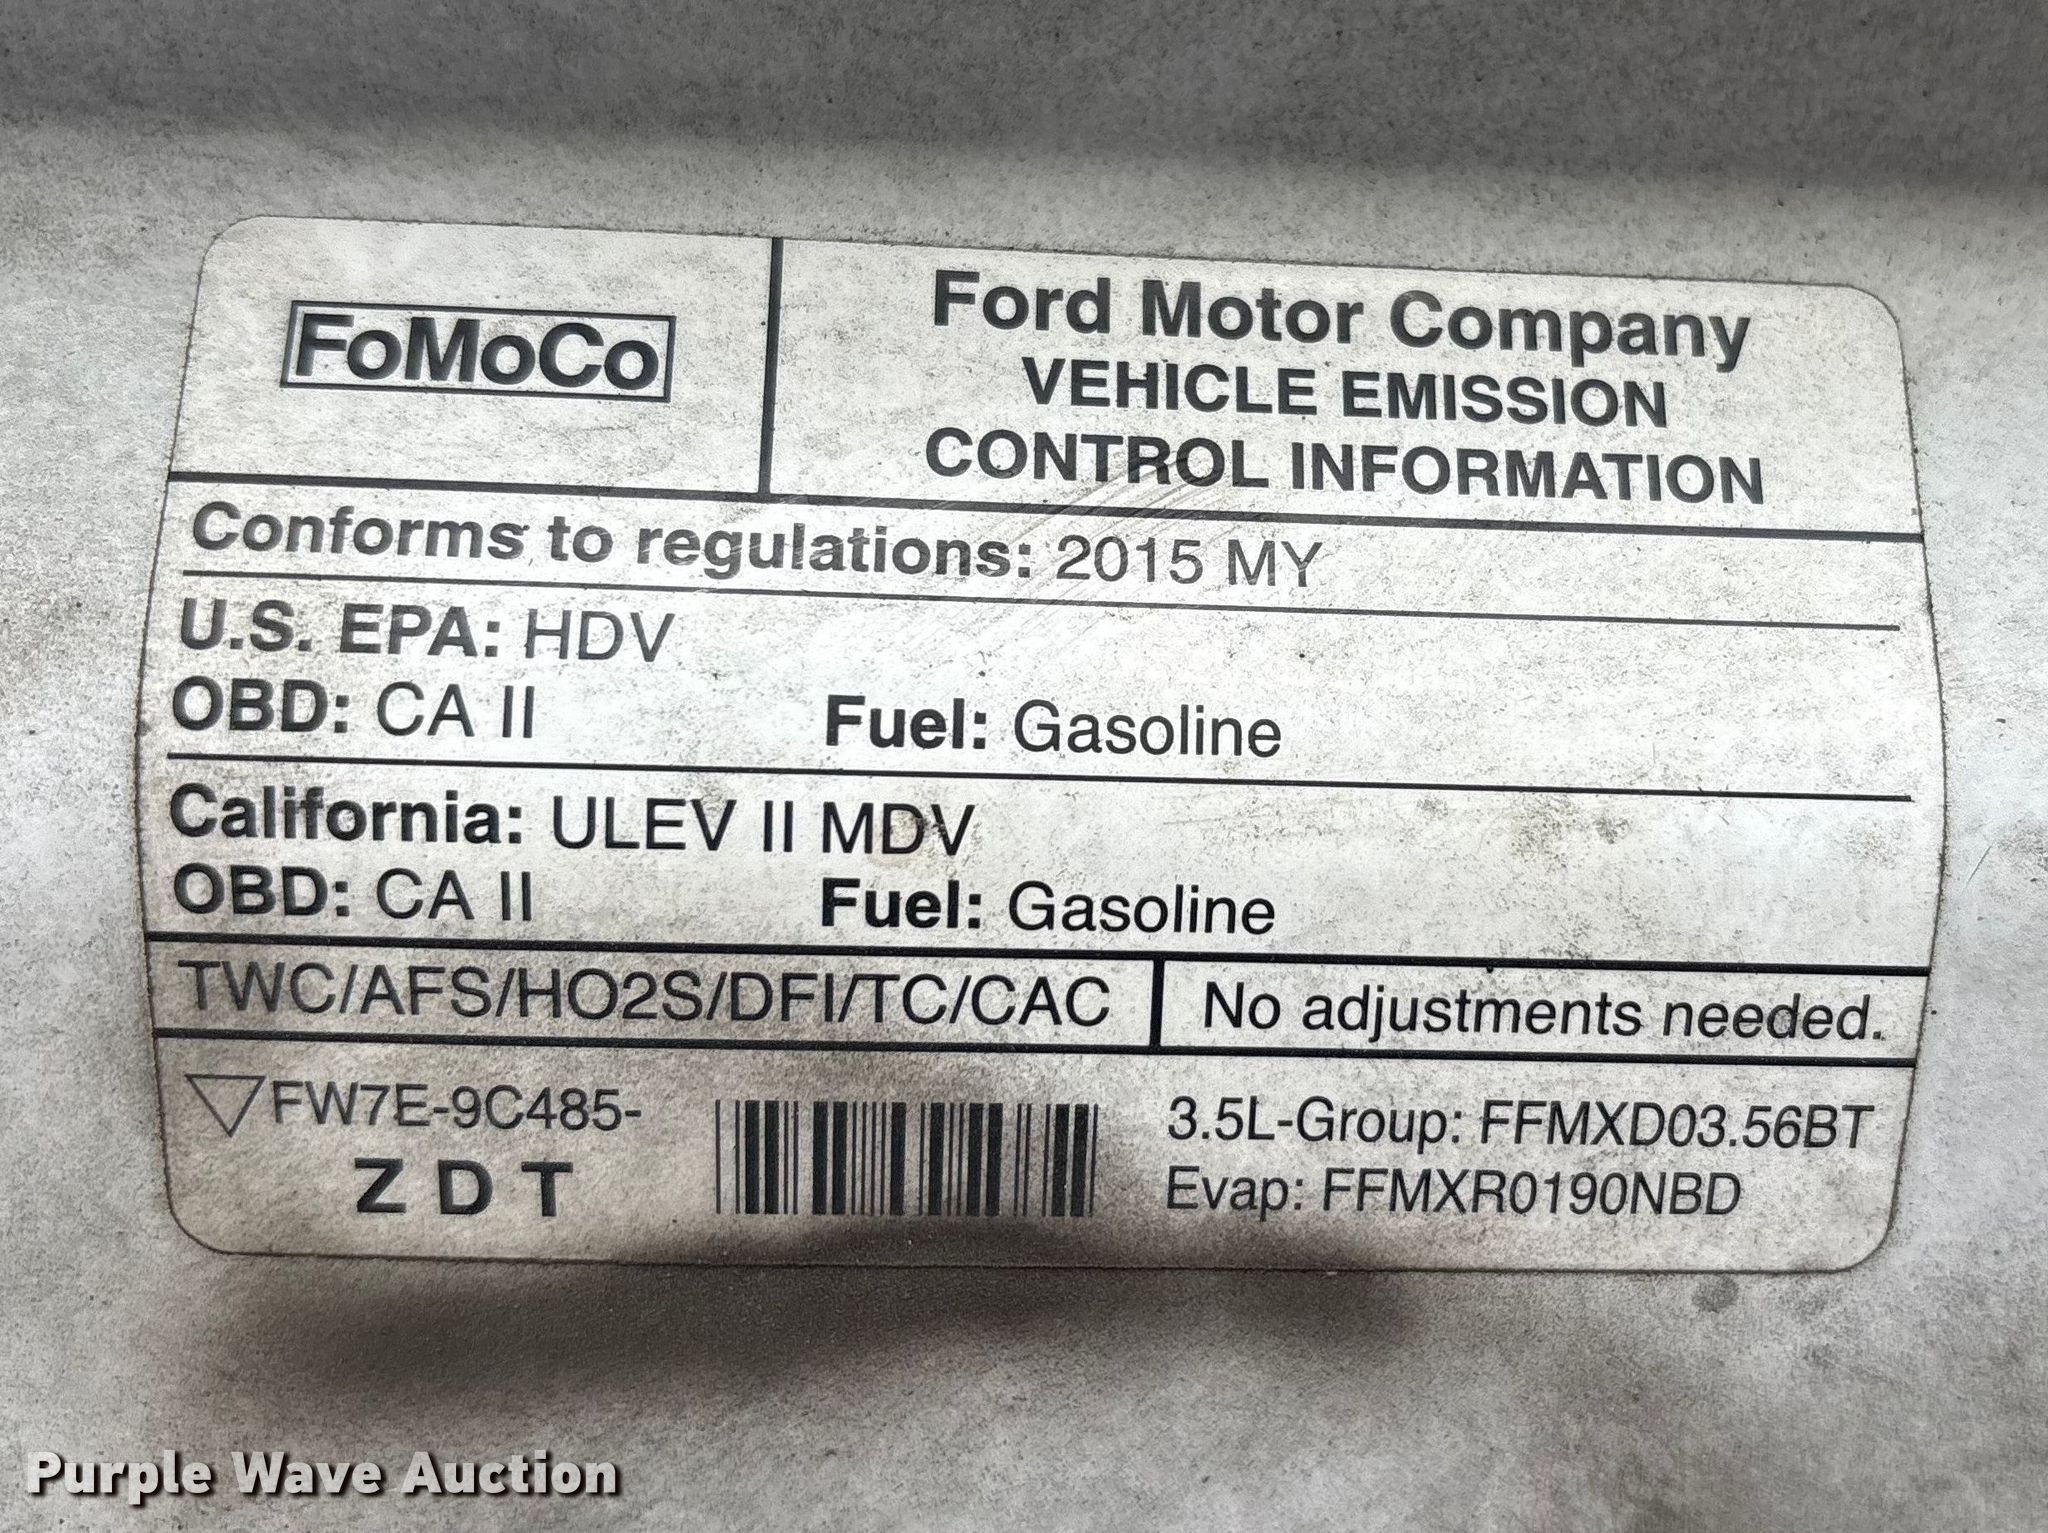 FoMoCo
Ford Motor Company
VEHICLE EMISSION
CONTROL INFORMATION
Conforms to regulations: 2015 MY
U.S. EPA: HDV
OBD: CA II Fuel: Gasoline
California: ULEV II MDV
OBD: CA II Fuel: Gasoline
TWC/AFS/HO2S/DFI/TC/CAC
No adjustments needed.
FW7E-9C485-
Z D T
3.5L-Group: FFMXD03.56BT
Evap: FFMXR0190NBD
Purple Wave Auction